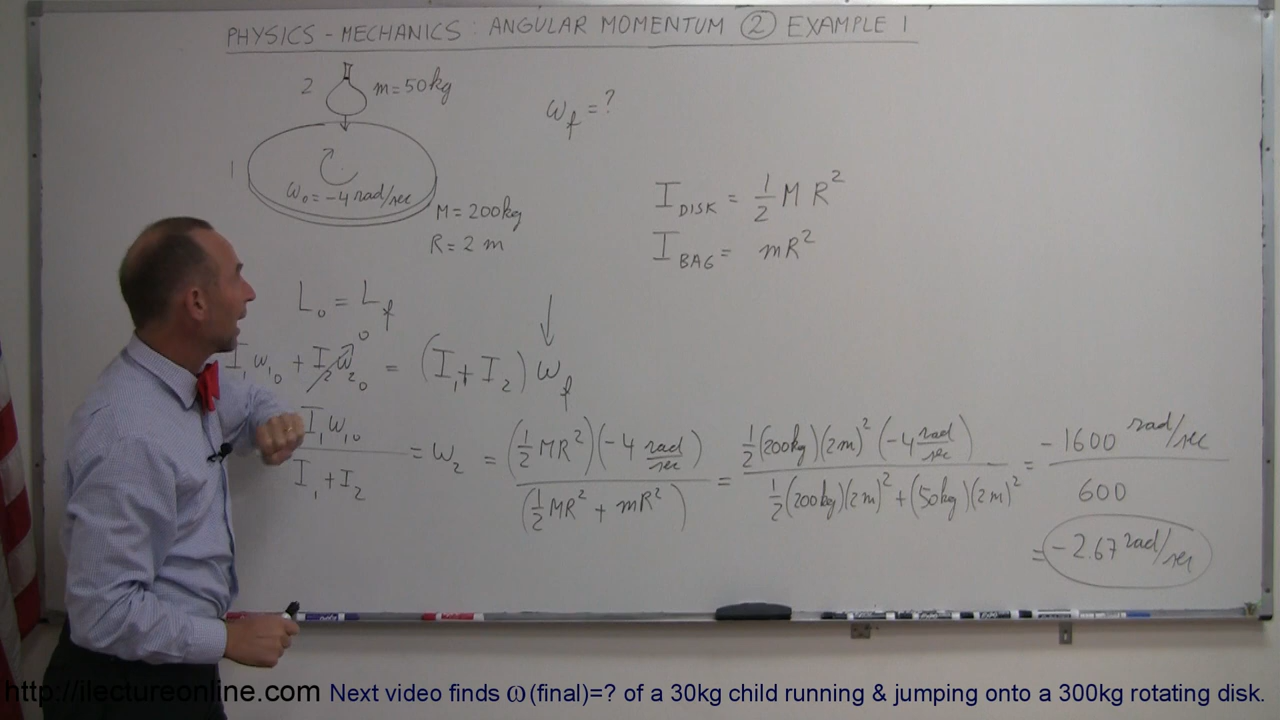 PHYSICS - MECHANICS : ANGULAR MOMENTUM ② EXAMPLE 1
2 m = 50kg
ω_f = ?
1
ω₀ = -4 rad/sec
M = 200kg
R = 2 m
I_DISK = 1/2 M R²
I_BAG = mR²
L₀ = L_f
I₁ω₁₀ + I₂ω₂₀ 0 = (I₁ + I₂) ω_f
I₁ω₁₀ / I₁ + I₂ = ω₂ = (1/2 MR²)(-4 rad/sec) / (1/2 MR² + mR²) = 1/2 (200kg)(2m)² (-4 rad/sec) / 1/2 (200kg)(2m)² + (50kg)(2m)² = -1600 rad/sec / 600
= -2.67 rad/sec
http://ilectureonline.com Next video finds ω(final)=? of a 30kg child running & jumping onto a 300kg rotating disk.